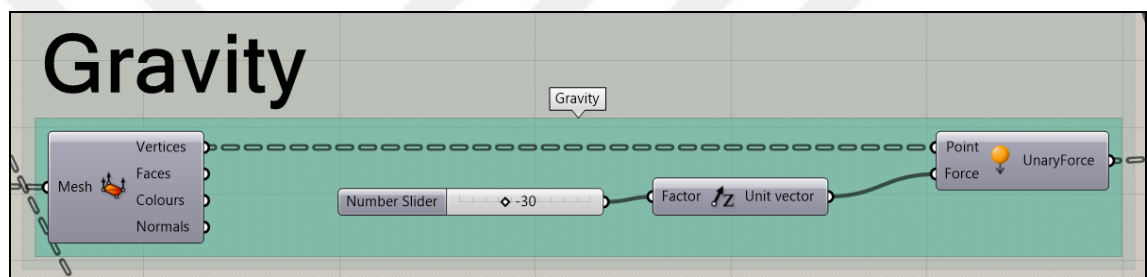 Gravity
Gravity
Mesh
Vertices
Faces
Colours
Normals
Number Slider
-30
Factor
Z
Unit vector
Point
Force
UnaryForce